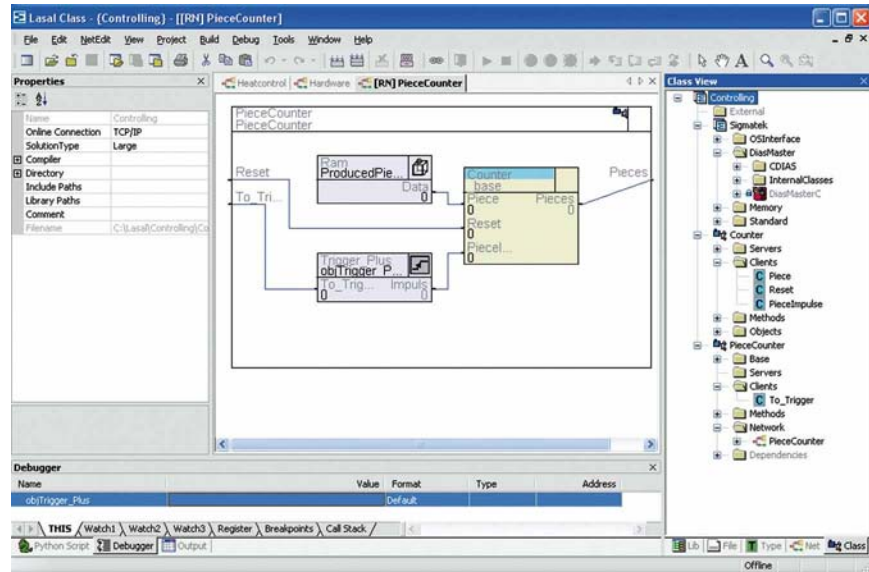 Lasal Class - {Controlling} - [[RN] PieceCounter]
File Edit NetEdit View Project Build Debug Tools Window Help
Properties
Name Controlling
Online Connection TCP/IP
SolutionType Large
Compiler
Directory
Include Paths
Library Paths
Comment
Filename C:\Lasal\Controlling\Co
Heatcontrol Hardware [RN] PieceCounter
PieceCounter
PieceCounter
Reset
To_Tri...
Ram
ProducedPie...
Data
0
Trigger_Plus
objTrigger_P...
To_Trig... Impuls
0 0
Counter
base
Piece Pieces
0 0
Reset
0
PieceI...
0
Pieces
Class View
Controlling
External
Sigmatek
OSInterface
DiasMaster
CDIAS
InternalClasses
DiasMasterC
Memory
Standard
Counter
Servers
Clients
C Piece
C Reset
C PieceImpulse
Methods
Objects
PieceCounter
Base
Servers
Clients
C To_Trigger
Methods
Network
PieceCounter
Dependencies
Debugger
Name Value Format Type Address
objTrigger_Plus Default
THIS Watch1 Watch2 Watch3 Register Breakpoints Call Stack
Python Script Debugger Output
Lib File Type Net Class
Offline